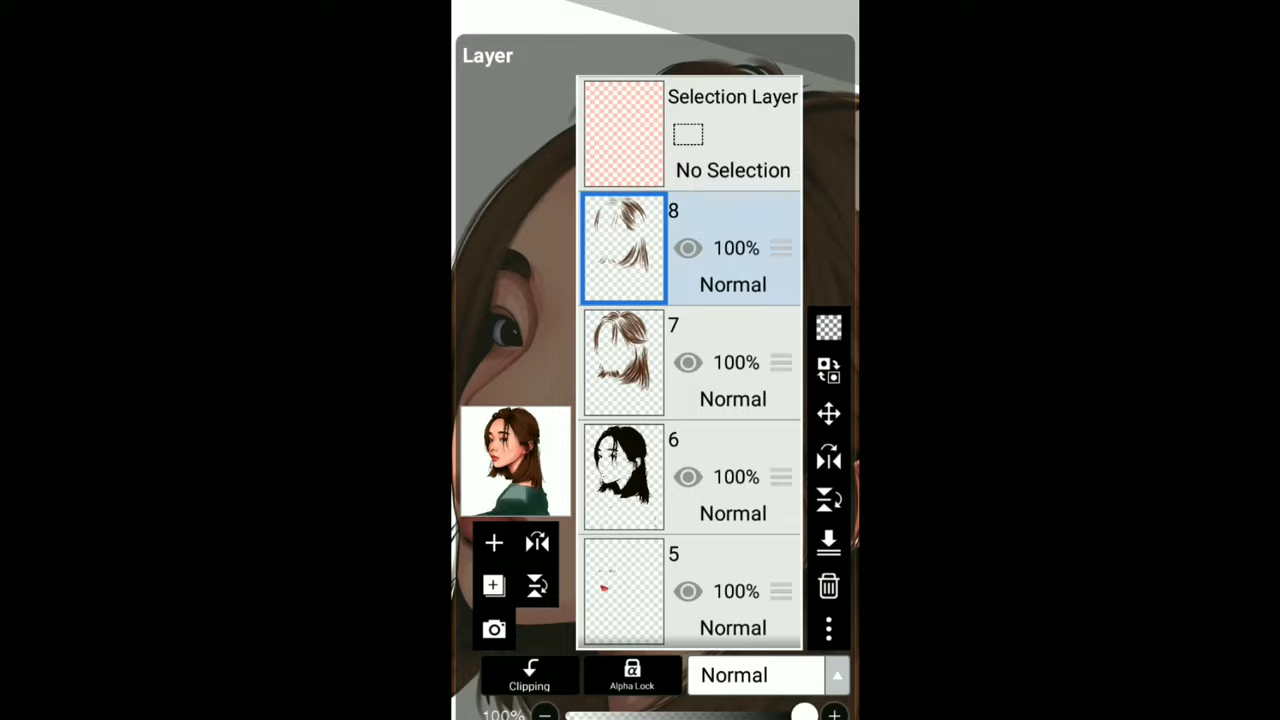 Layer
Selection Layer
No Selection
8
100%
Normal
7
100%
Normal
6
100%
Normal
5
100%
Normal
Clipping
Alpha Lock
Normal
100%